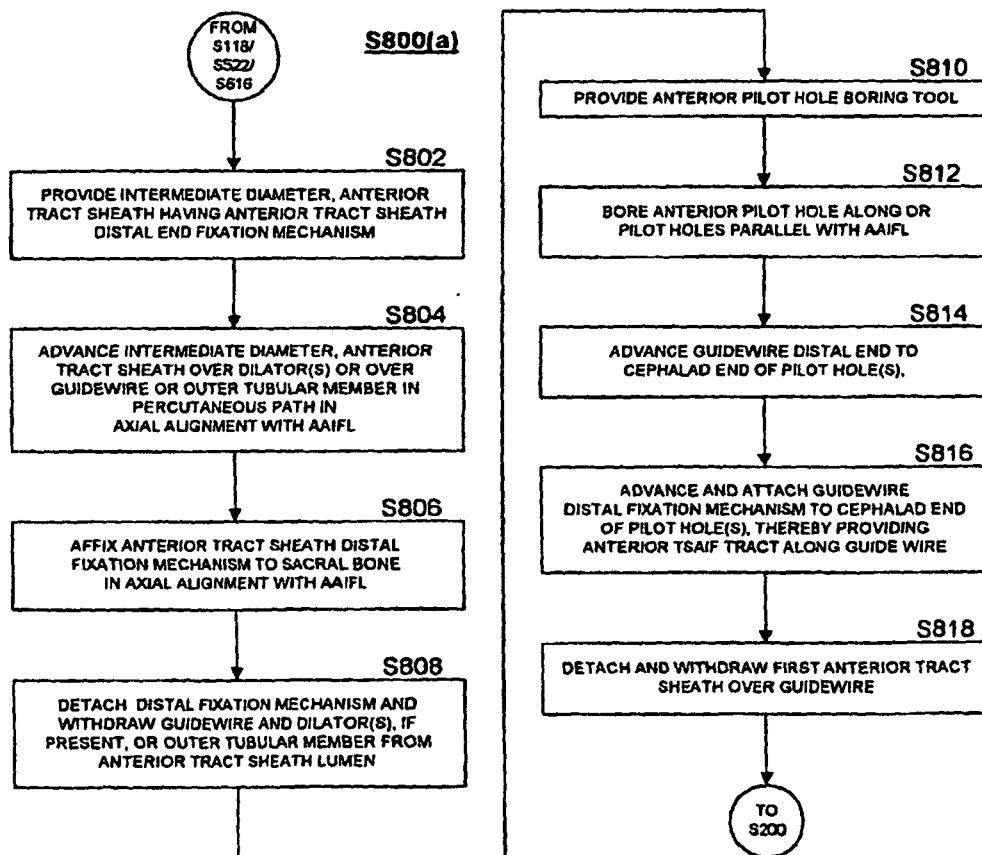 FROM
S118/
S522/
S616
S800(a)
S802
PROVIDE INTERMEDIATE DIAMETER, ANTERIOR
TRACT SHEATH HAVING ANTERIOR TRACT SHEATH
DISTAL END FIXATION MECHANISM
S804
ADVANCE INTERMEDIATE DIAMETER, ANTERIOR
TRACT SHEATH OVER DILATOR(S) OR OVER
GUIDEWIRE OR OUTER TUBULAR MEMBER IN
PERCUTANEOUS PATH IN
AXIAL ALIGNMENT WITH AAIFL
S806
AFFIX ANTERIOR TRACT SHEATH DISTAL
FIXATION MECHANISM TO SACRAL BONE
IN AXIAL ALIGNMENT WITH AAIFL
S808
DETACH DISTAL FIXATION MECHANISM AND
WITHDRAW GUIDEWIRE AND DILATOR(S), IF
PRESENT, OR OUTER TUBULAR MEMBER FROM
ANTERIOR TRACT SHEATH LUMEN
S810
PROVIDE ANTERIOR PILOT HOLE BORING TOOL
S812
BORE ANTERIOR PILOT HOLE ALONG OR
PILOT HOLES PARALLEL WITH AAIFL
S814
ADVANCE GUIDEWIRE DISTAL END TO
CEPHALAD END OF PILOT HOLE(S),
S816
ADVANCE AND ATTACH GUIDEWIRE
DISTAL FIXATION MECHANISM TO CEPHALAD END
OF PILOT HOLE(S), THEREBY PROVIDING
ANTERIOR TSAIF TRACT ALONG GUIDE WIRE
S818
DETACH AND WITHDRAW FIRST ANTERIOR TRACT
SHEATH OVER GUIDEWIRE
TO
S200